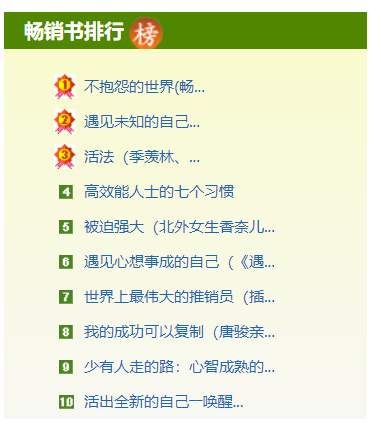 畅销书排行 榜
1 不抱怨的世界(畅...
2 遇见未知的自己...
3 活法（季羡林、...
4 高效能人士的七个习惯
5 被迫强大（北外女生香奈儿...
6 遇见心想事成的自己（《遇...
7 世界上最伟大的推销员（插...
8 我的成功可以复制（唐骏亲...
9 少有人走的路：心智成熟的...
10 活出全新的自己—唤醒...